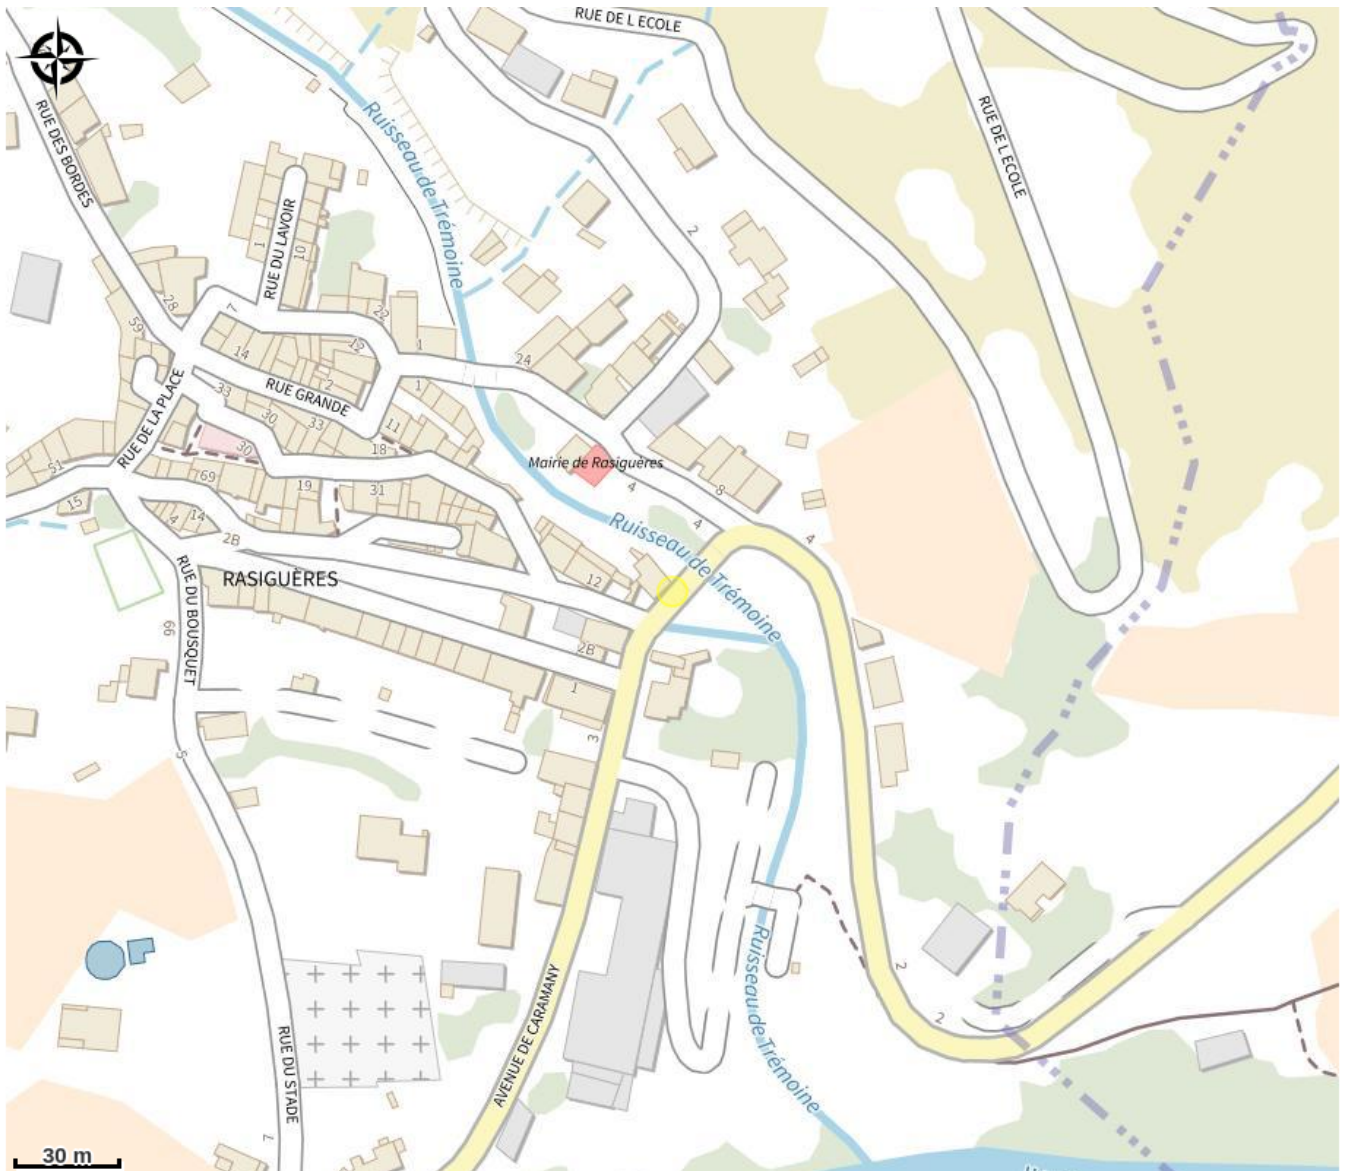 RUE DE L ECOLE
RUE DES BORDES
Ruisseau de Trémoine
RUE DE L ECOLE
RUE DU LAVOIR
1
10
2
28
7
22
59
14
12
1
24
2
33
RUE GRANDE
1
30
33
11
RUE DE LA PLACE
30
18
Mairie de Rasiguères
51
69
19
31
4
8
15
4
14
2B
4
Ruisseau de Trémoine
4
RASIGUÈRES
12
RUE DU BOUSQUET
66
2B
1
3
5
2
Ruisseau de Trémoine
2
AVENUE DE CARAMANY
RUE DU STADE
7
30 m